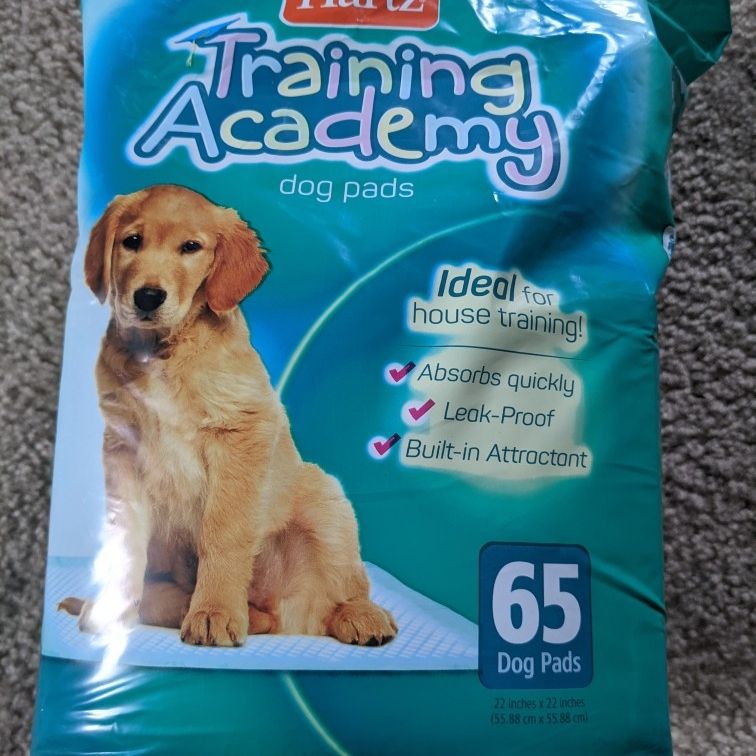 Hartz
Training
Academy
dog pads
Ideal for
house training!
Absorbs quickly
Leak-Proof
Built-in Attractant
65
Dog Pads
22 inches x 22 inches
(55.88 cm x 55.88 cm)